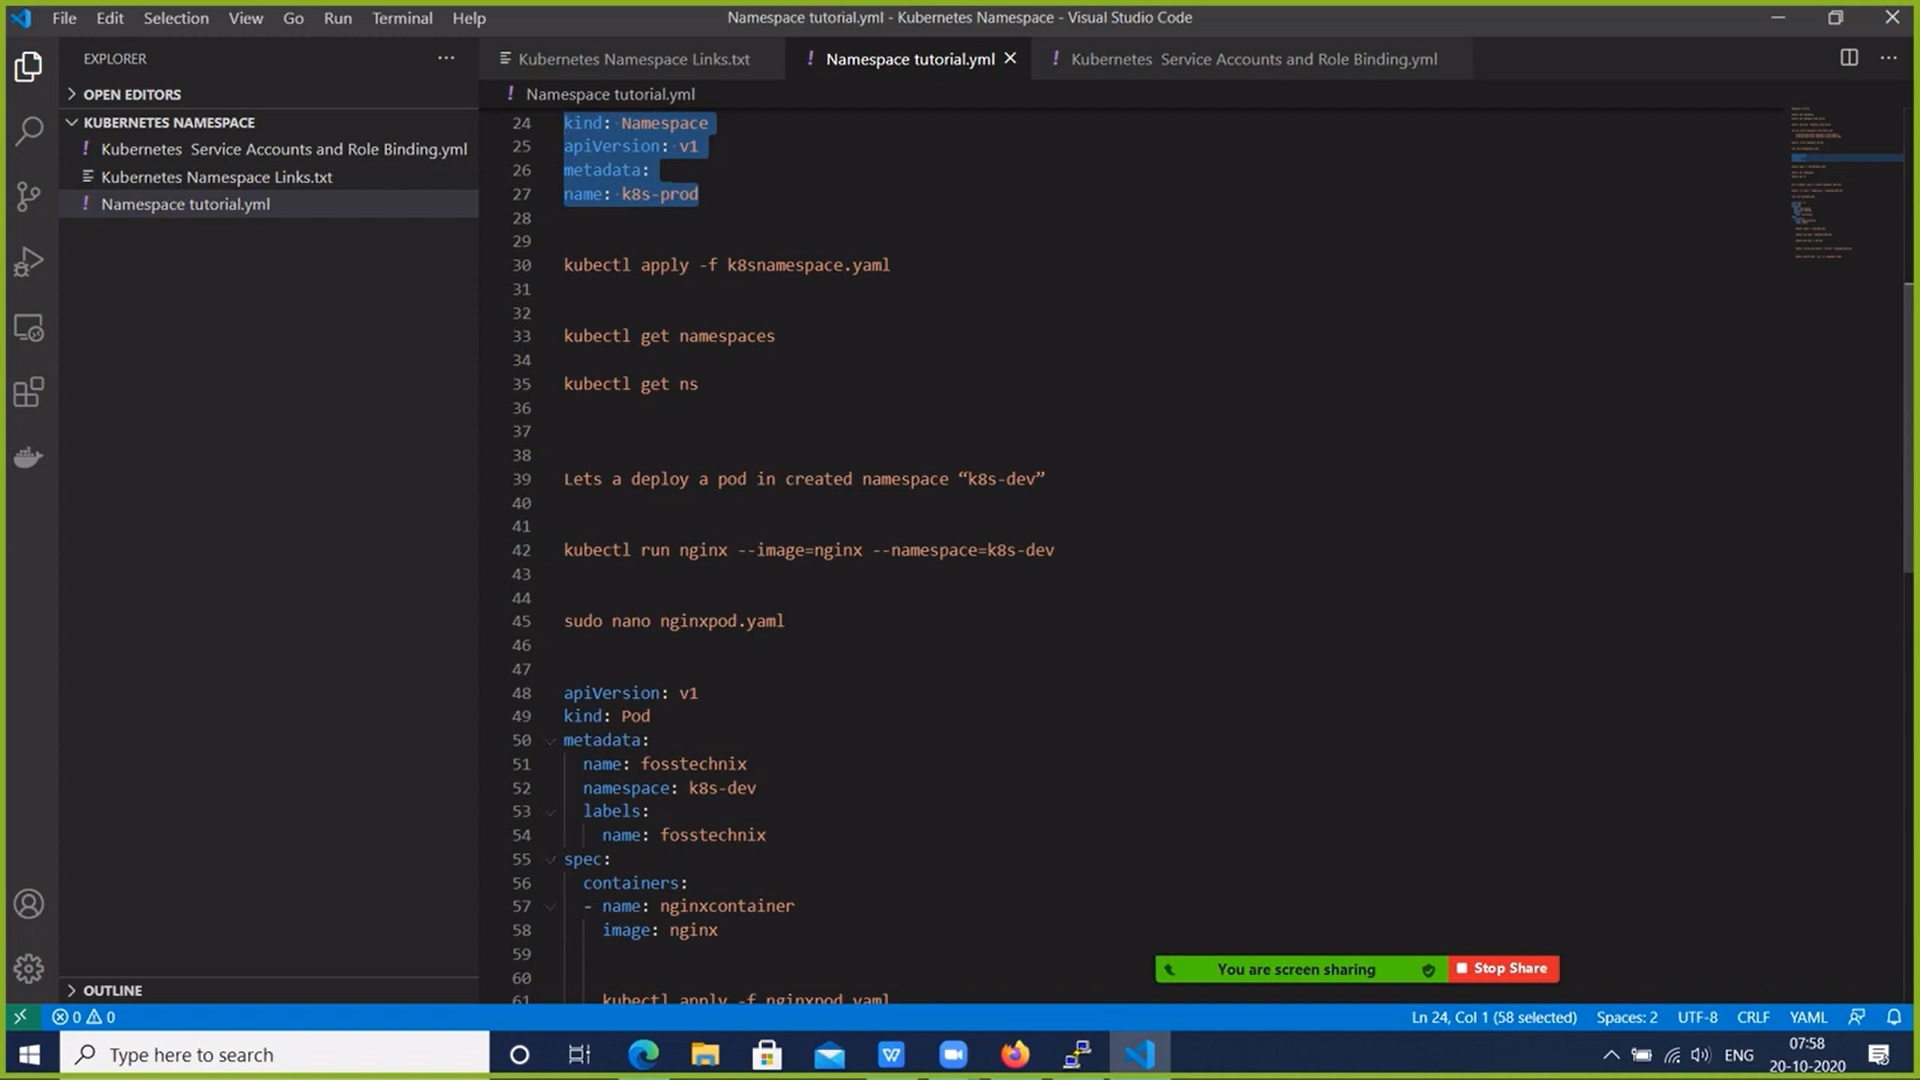 File Edit Selection View Go Run Terminal Help
Namespace tutorial.yml - Kubernetes Namespace - Visual Studio Code
EXPLORER
OPEN EDITORS
KUBERNETES NAMESPACE
! Kubernetes Service Accounts and Role Binding.yml
Kubernetes Namespace Links.txt
! Namespace tutorial.yml
OUTLINE
Kubernetes Namespace Links.txt
! Namespace tutorial.yml
! Kubernetes Service Accounts and Role Binding.yml
! Namespace tutorial.yml
24 kind: Namespace
25 apiVersion: v1
26 metadata:
27 name: k8s-prod
28
29
30 kubectl apply -f k8snamespace.yaml
31
32
33 kubectl get namespaces
34
35 kubectl get ns
36
37
38
39 Lets a deploy a pod in created namespace “k8s-dev”
40
41
42 kubectl run nginx --image=nginx --namespace=k8s-dev
43
44
45 sudo nano nginxpod.yaml
46
47
48 apiVersion: v1
49 kind: Pod
50 metadata:
51 name: fosstechnix
52 namespace: k8s-dev
53 labels:
54 name: fosstechnix
55 spec:
56 containers:
57 - name: nginxcontainer
58 image: nginx
59
60
61 kubectl apply -f nginxpod.yaml
You are screen sharing
Stop Share
0 0
Ln 24, Col 1 (58 selected) Spaces: 2 UTF-8 CRLF YAML
Type here to search
ENG
07:58
20-10-2020